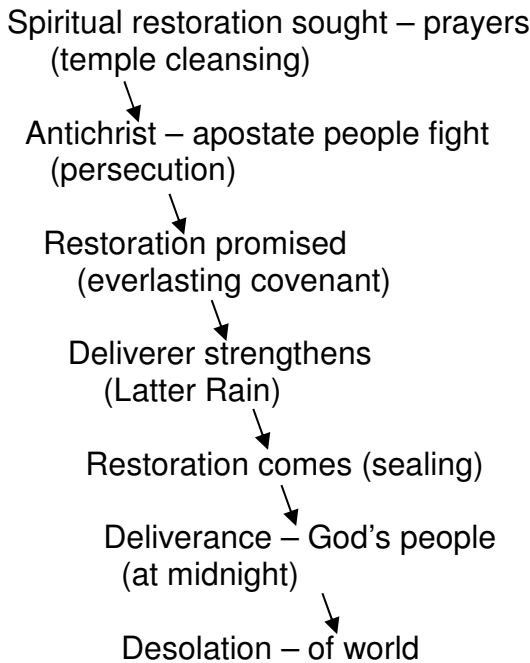 Spiritual restoration sought – prayers
(temple cleansing)
Antichrist – apostate people fight
(persecution)
Restoration promised
(everlasting covenant)
Deliverer strengthens
(Latter Rain)
Restoration comes (sealing)
Deliverance – God's people
(at midnight)
Desolation – of world